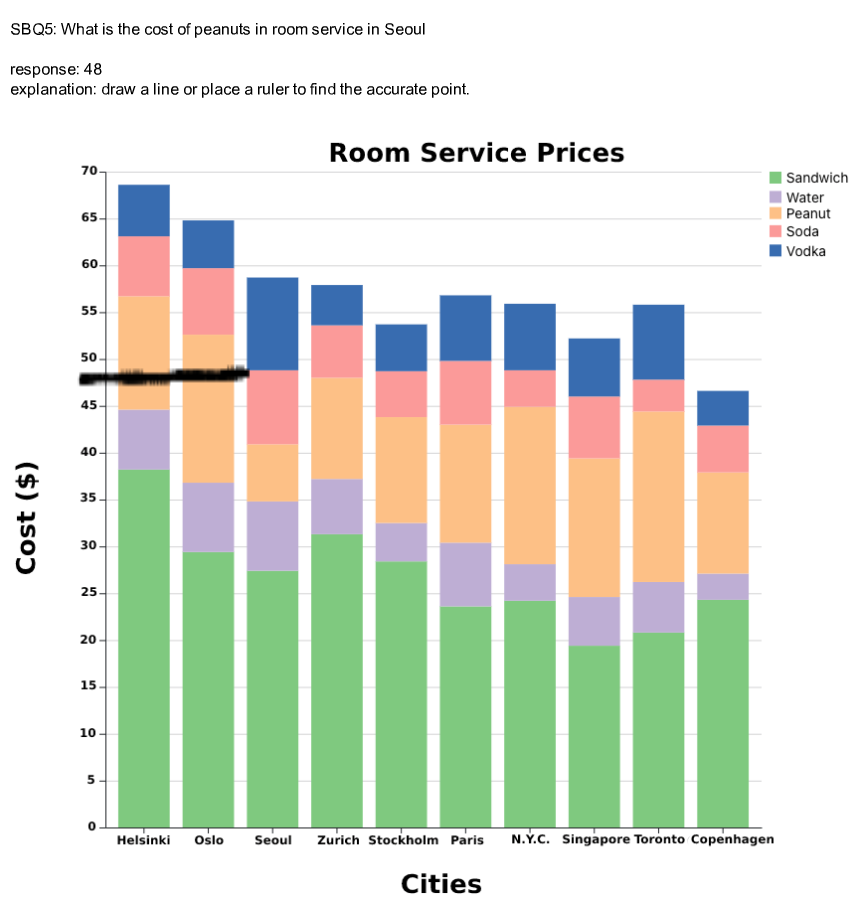 SBQ5: What is the cost of peanuts in room service in Seoul
response: 48
explanation: draw a line or place a ruler to find the accurate point.
Room Service Prices
Sandwich
Water
Peanut
Soda
Vodka
70
65
60
55
50
45
40
35
30
25
20
15
10
5
0
Cost ($)
Helsinki Oslo Seoul Zurich Stockholm Paris N.Y.C. Singapore Toronto Copenhagen
Cities